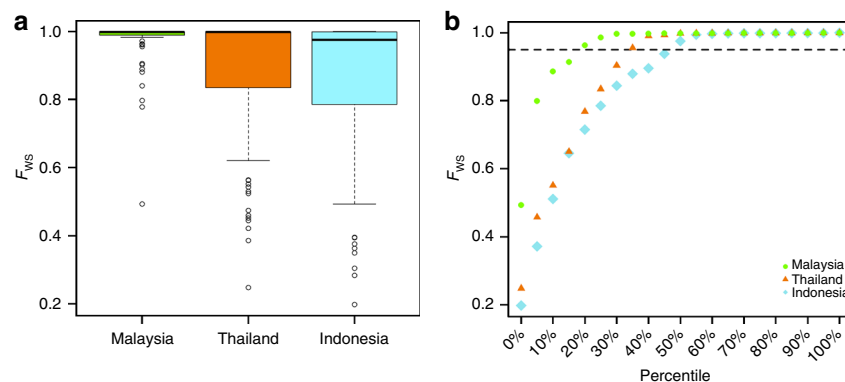 a
1.0
0.8
0.6
0.4
0.2
Fws
Malaysia
Thailand
Indonesia
b
1.0
0.8
0.6
0.4
0.2
Fws
Malaysia
Thailand
Indonesia
0%
10%
20%
30%
40%
50%
60%
70%
80%
90%
100%
Percentile